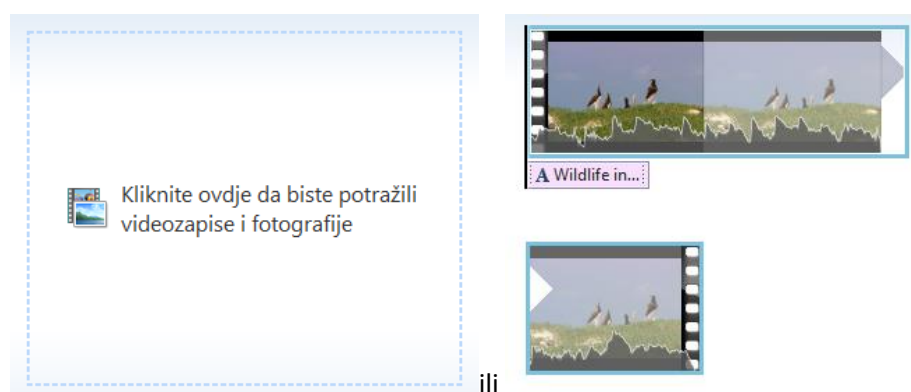 Kliknite ovdje da biste potražili
videozapise i fotografije
A Wildlife in...
ili